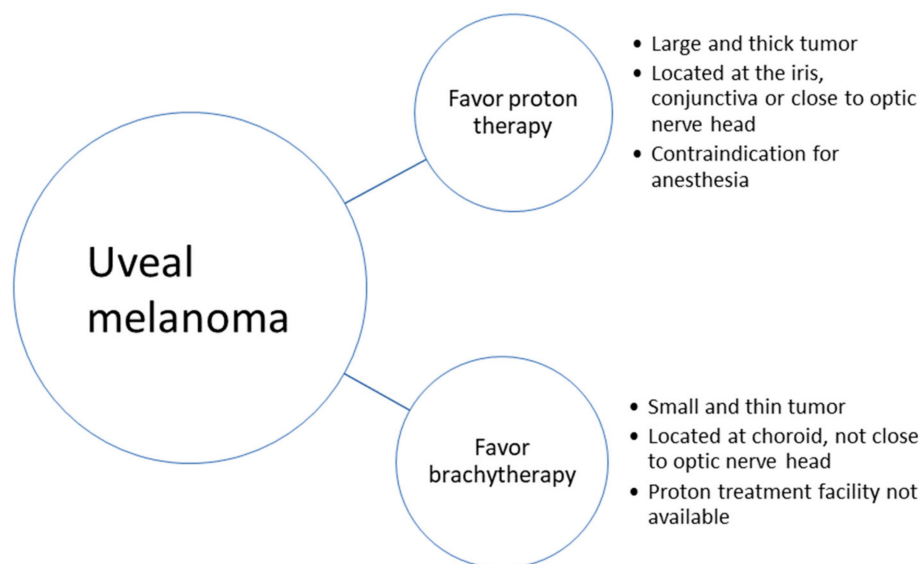 Uveal
melanoma
Favor proton
therapy
• Large and thick tumor
• Located at the iris,
conjunctiva or close to optic
nerve head
• Contraindication for
anesthesia
Favor
brachytherapy
• Small and thin tumor
• Located at choroid, not close
to optic nerve head
• Proton treatment facility not
available